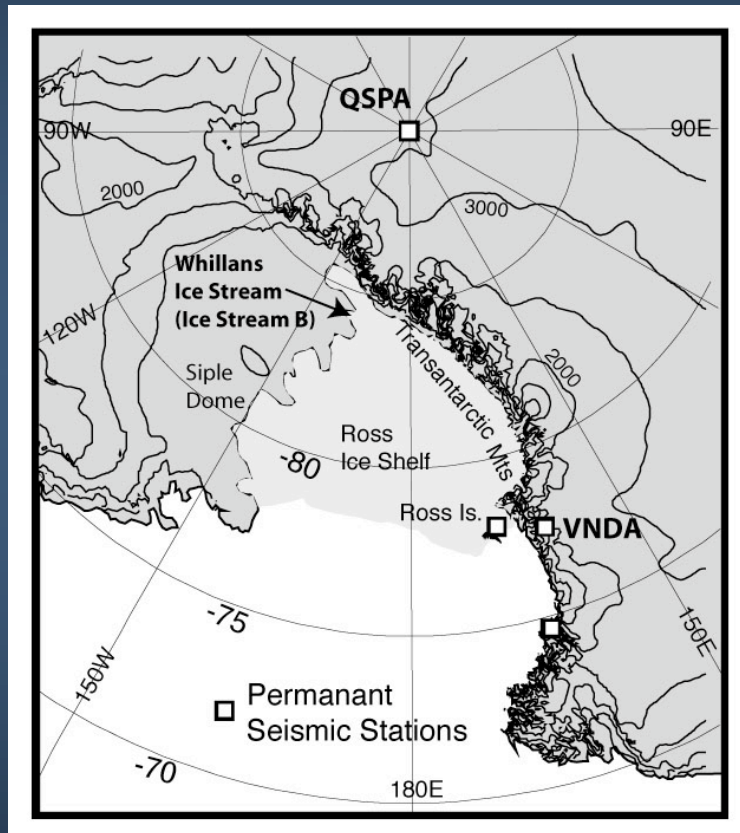 QSPA
90W
90E
2000
3000
Whillans
Ice Stream
(Ice Stream B)
120W
Transantarctic Mts
2000
Siple
Dome
Ross
Ice Shelf
-80
Ross Is.
VNDA
-75
150E
150W
Permanant
Seismic Stations
-70
180E